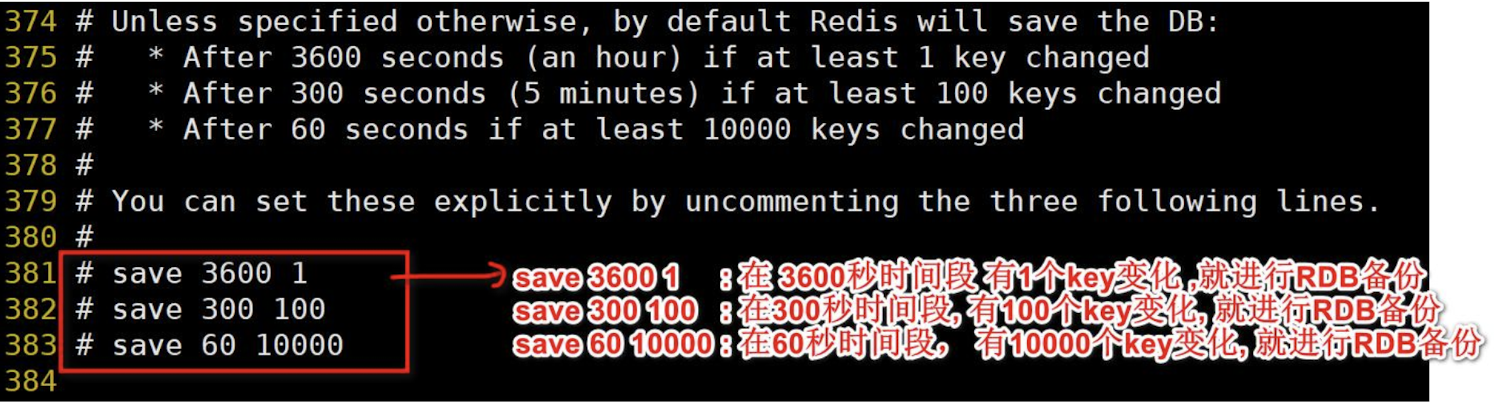 374 # Unless specified otherwise, by default Redis will save the DB:
375 #   * After 3600 seconds (an hour) if at least 1 key changed
376 #   * After 300 seconds (5 minutes) if at least 100 keys changed
377 #   * After 60 seconds if at least 10000 keys changed
378 #
379 # You can set these explicitly by uncommenting the three following lines.
380 #
381 # save 3600 1 save 3600 1 : 在 3600秒时间段 有1个key变化 ,就进行RDB备份
382 # save 300 100 save 300 100 : 在300秒时间段, 有100个key变化, 就进行RDB备份
383 # save 60 10000 save 60 10000 : 在60秒时间段， 有10000个key变化, 就进行RDB备份
384